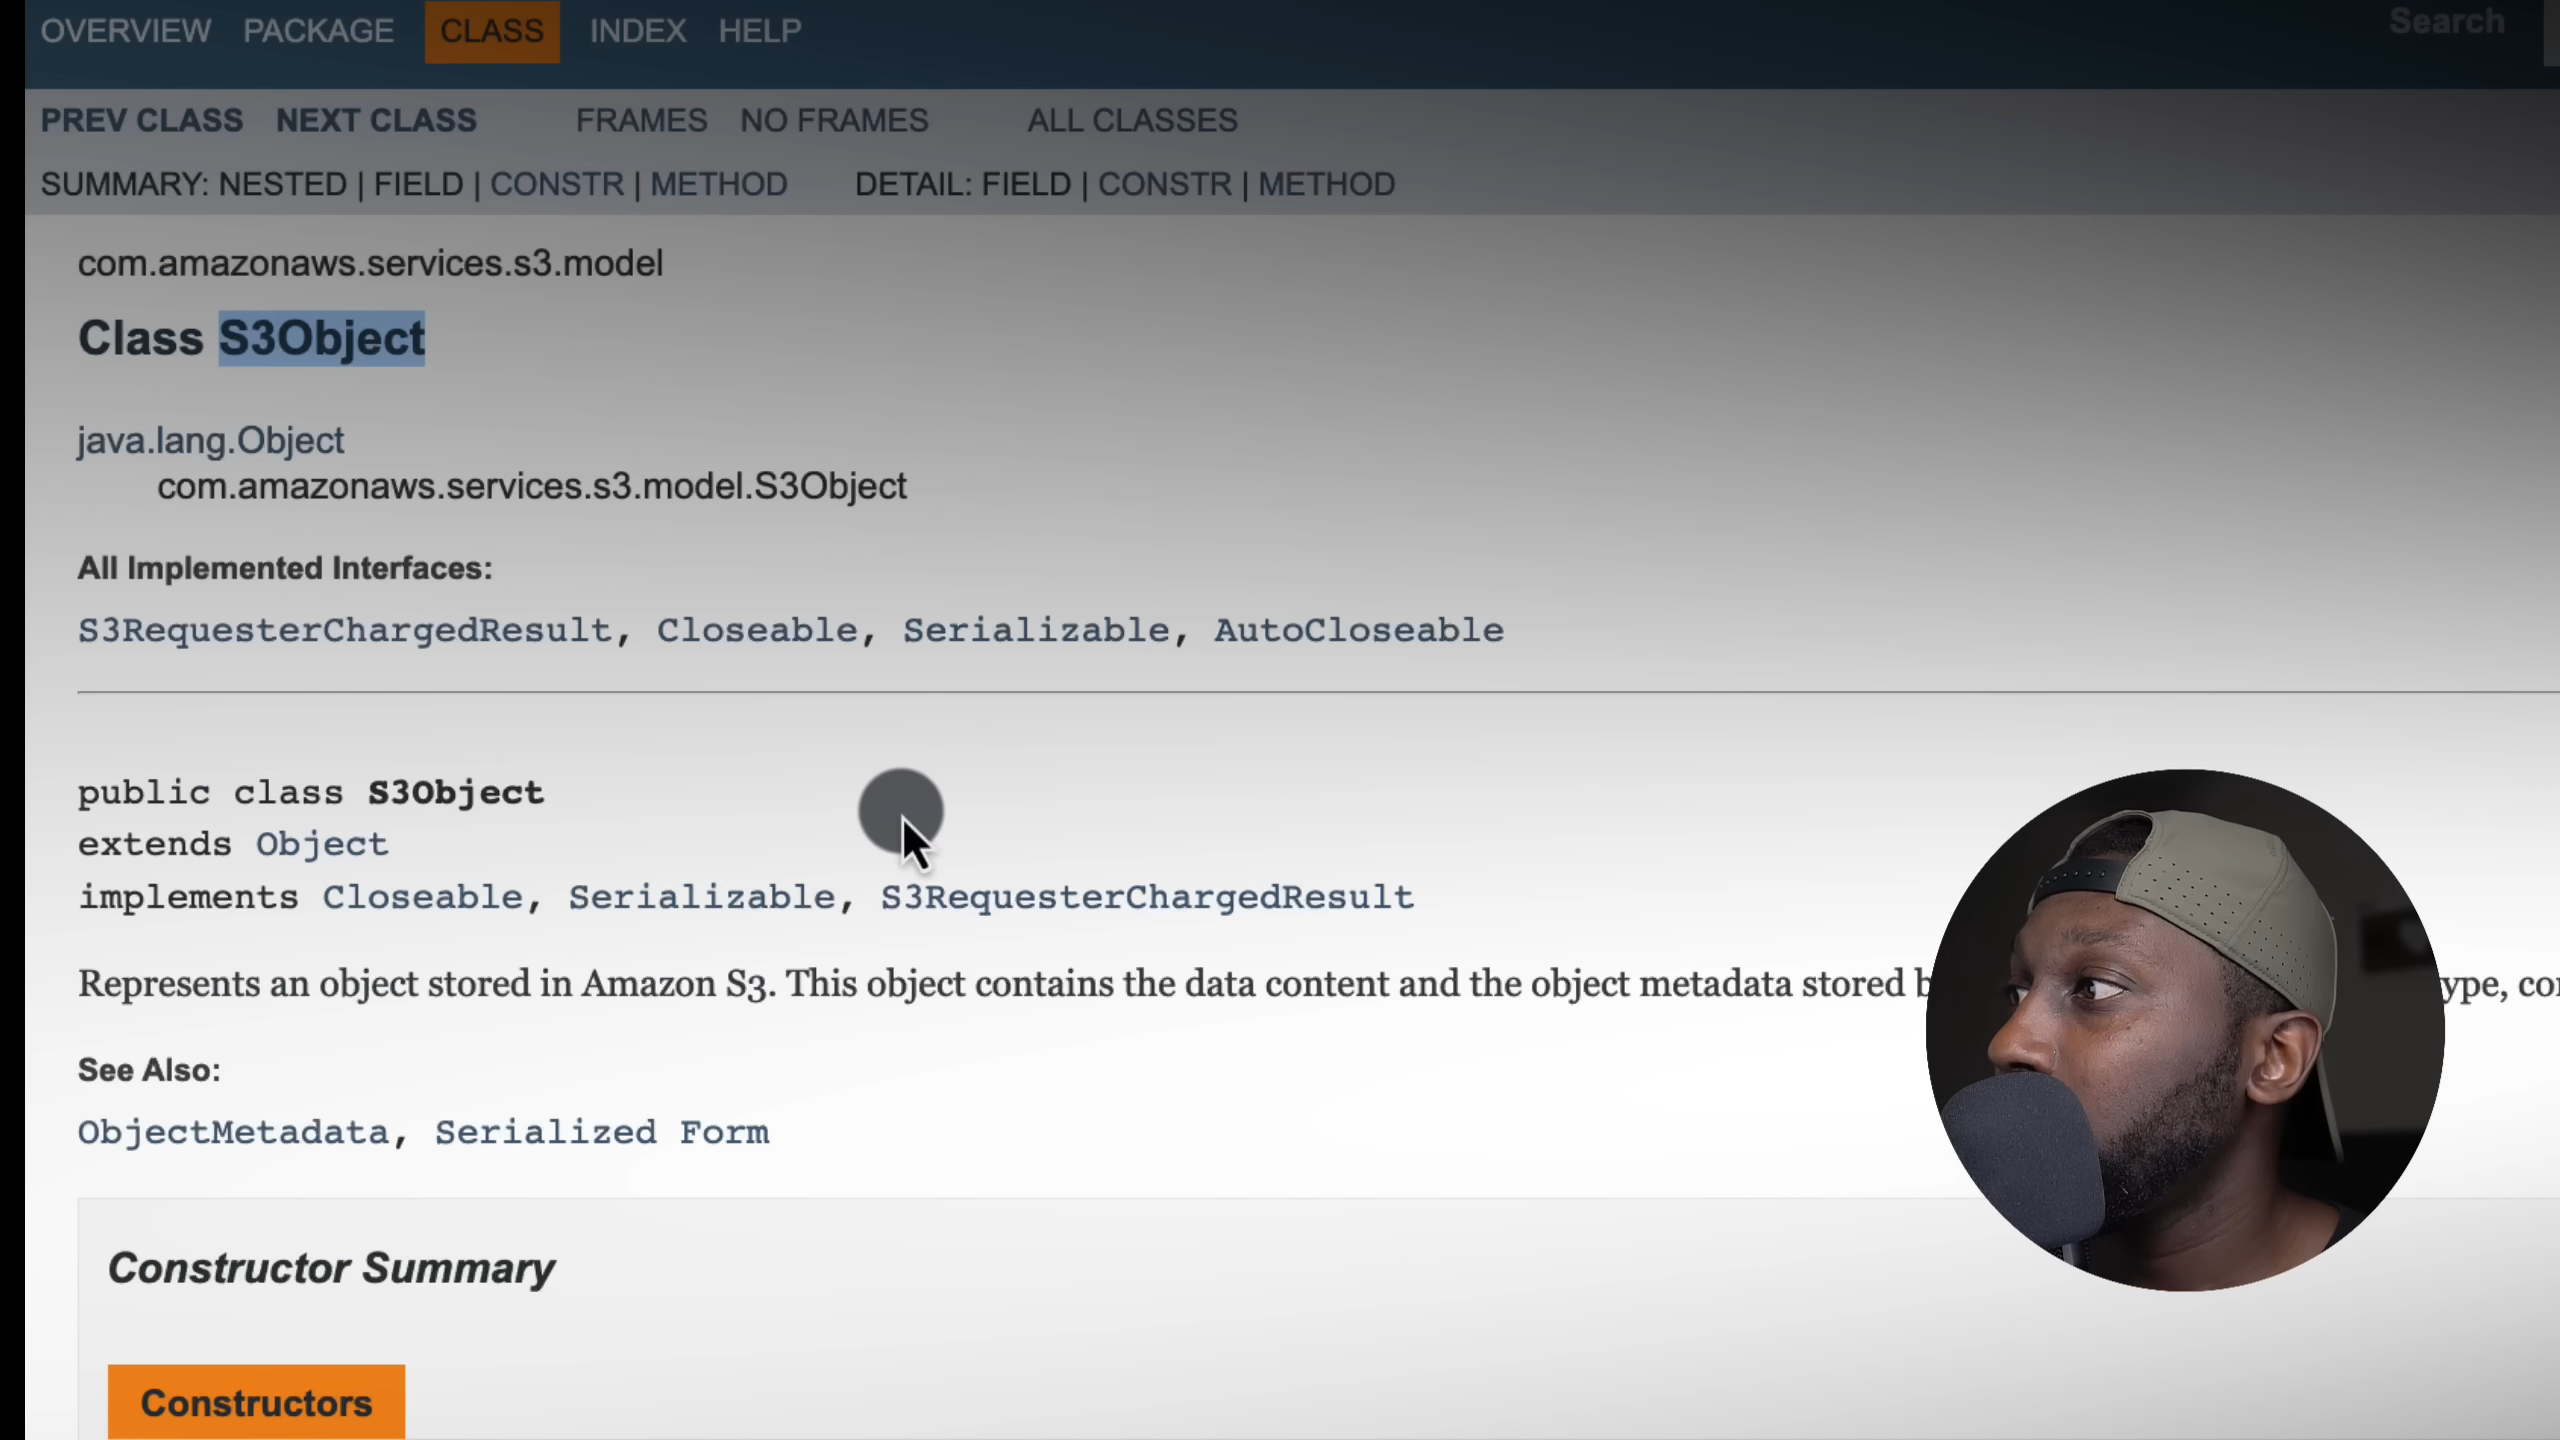 OVERVIEW PACKAGE CLASS INDEX HELP Search
PREV CLASS NEXT CLASS FRAMES NO FRAMES ALL CLASSES
SUMMARY: NESTED | FIELD | CONSTR | METHOD DETAIL: FIELD | CONSTR | METHOD
com.amazonaws.services.s3.model
Class S3Object
java.lang.Object
com.amazonaws.services.s3.model.S3Object
All Implemented Interfaces:
S3RequesterChargedResult, Closeable, Serializable, AutoCloseable
public class S3Object
extends Object
implements Closeable, Serializable, S3RequesterChargedResult
Represents an object stored in Amazon S3. This object contains the data content and the object metadata stored
See Also:
ObjectMetadata, Serialized Form
Constructor Summary
Constructors